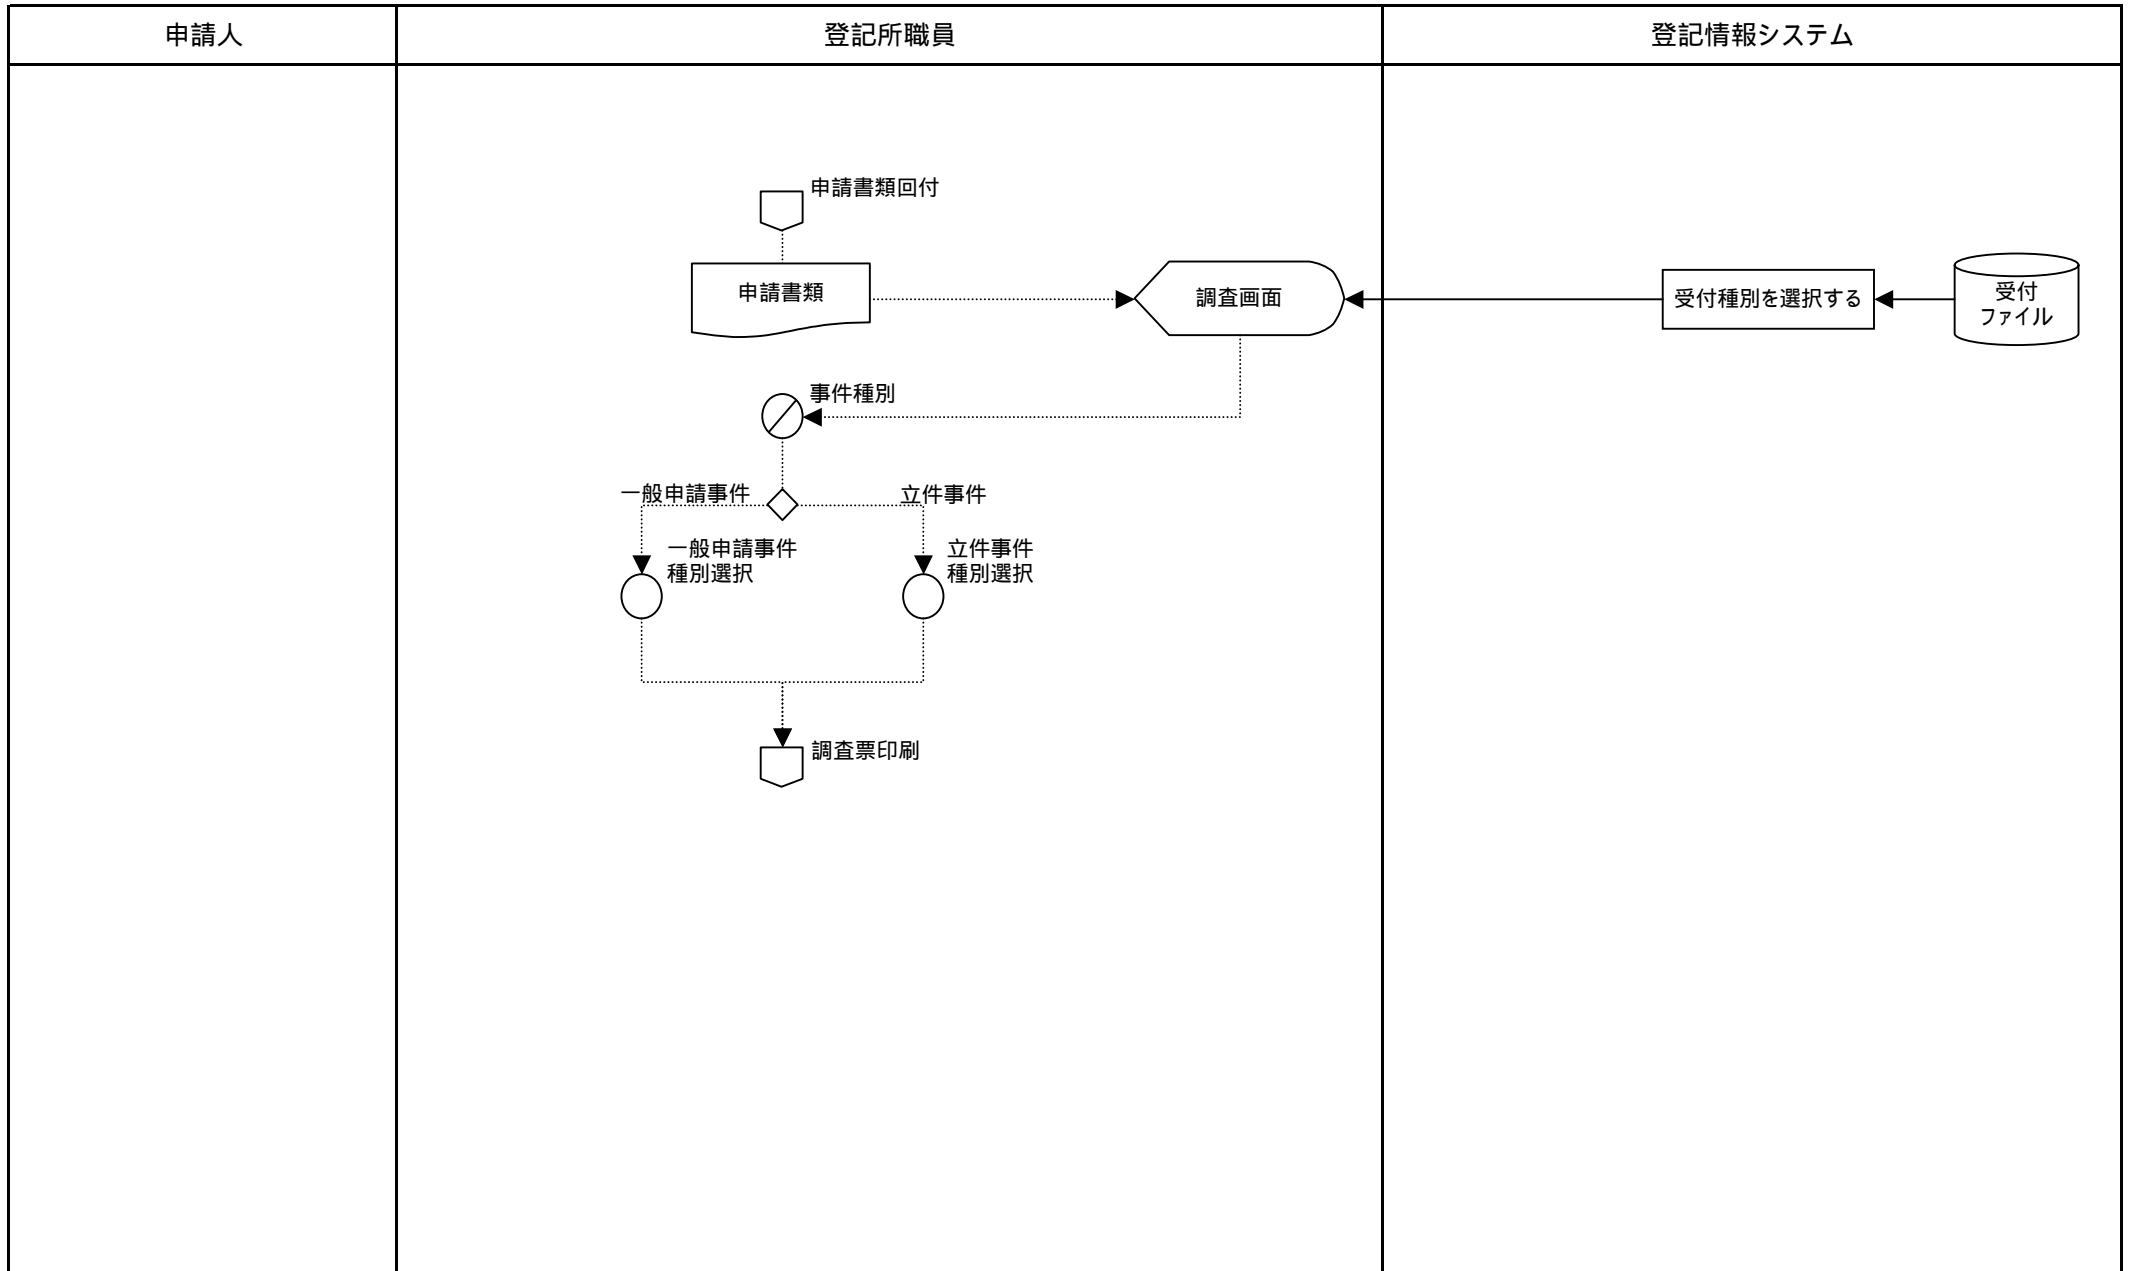 申請人
登記所職員
登記情報システム
申請書類回付
申請書類
調査画面
受付種別を選択する
受付
ファイル
事件種別
一般申請事件
立件事件
一般申請事件
種別選択
立件事件
種別選択
調査票印刷